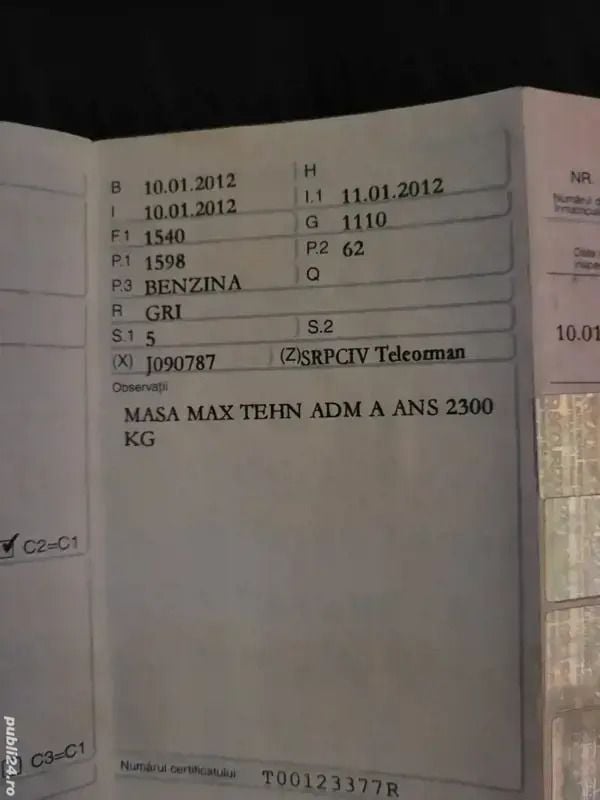 B 10.01.2012 H
I 10.01.2012 I.1 11.01.2012
F.1 1540 G 1110
P.1 1598 P.2 62
P.3 BENZINA Q
R GRI
S.1 5 S.2
(X) J090787 (Z)SRPCIV Teleorman
Observații
MASA MAX TEHN ADM A ANS 2300
KG
C2=C1
C3=C1
Numărul certificatului T00123377R
NR.
Numărul d
10.01
publi24.ro